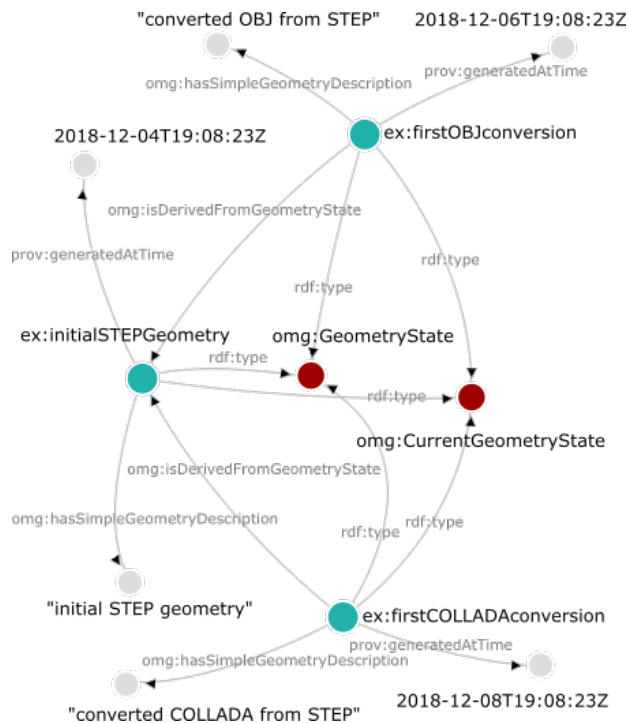 "converted OBJ from STEP"
2018-12-06T19:08:23Z
omg:hasSimpleGeometryDescription
prov:generatedAtTime
ex:firstOBJconversion
2018-12-04T19:08:23Z
omg:isDerivedFromGeometryState
prov:generatedAtTime
rdf:type
rdf:type
ex:initialSTEPGeometry
omg:GeometryState
rdf:type
rdf:type
omg:CurrentGeometryState
omg:isDerivedFromGeometryState
omg:hasSimpleGeometryDescription
rdf:type
rdf:type
"initial STEP geometry"
ex:firstCOLLADAconversion
prov:generatedAtTime
omg:hasSimpleGeometryDescription
2018-12-08T19:08:23Z
"converted COLLADA from STEP"